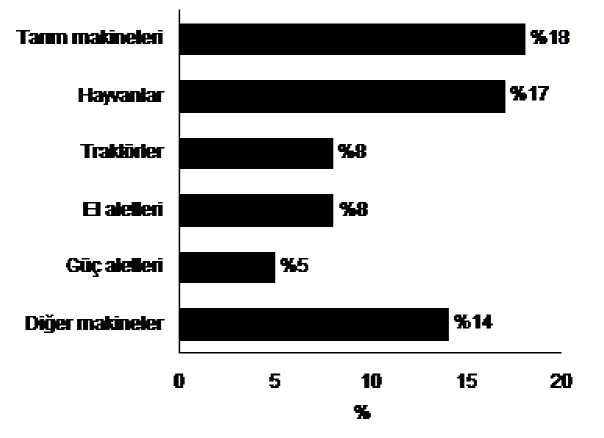 Tarım makineleri %18
Hayvanlar %17
Traktörler %8
El aletleri %8
Güç aletleri %5
Diğer makineler %14
0 5 10 15 20
%